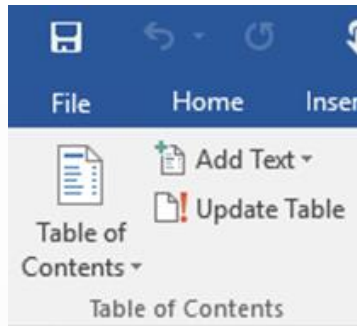 File Home Inser
Add Text
Update Table
Table of
Contents
Table of Contents